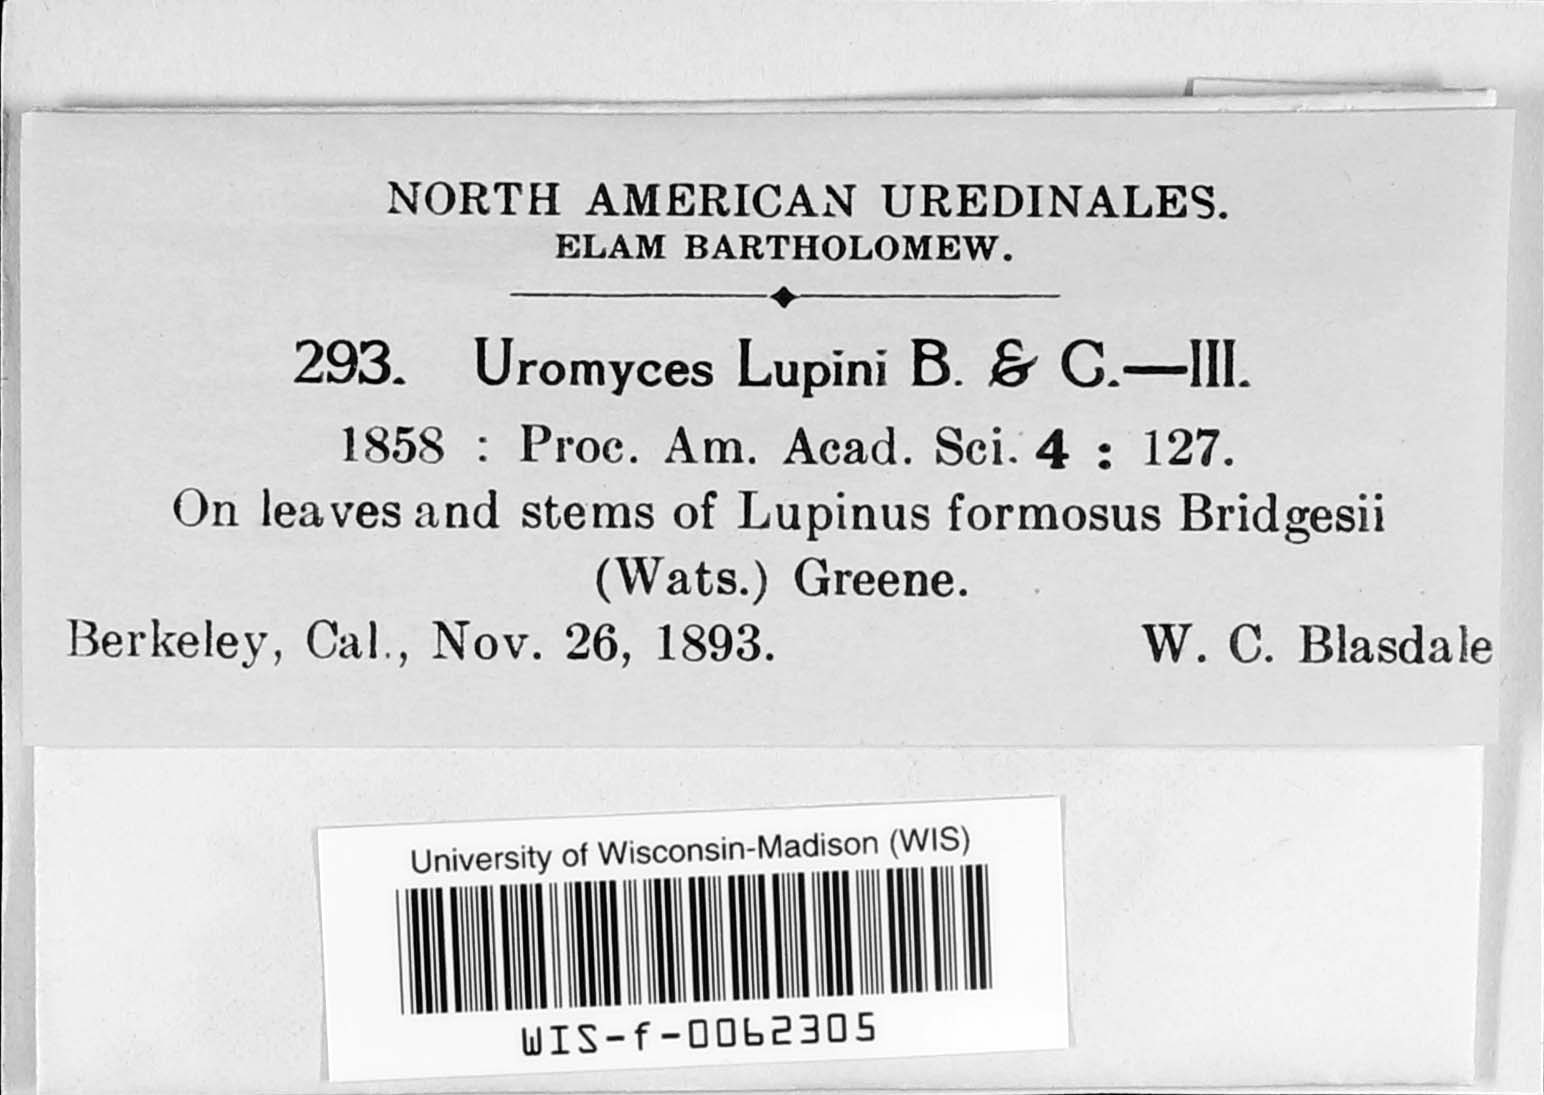 NORTH AMERICAN UREDINALES.
ELAM BARTHOLOMEW.
293. Uromyces Lupini B. & C.—III.
1858 : Proc. Am. Acad. Sci. 4 : 127.
On leaves and stems of Lupinus formosus Bridgesii
(Wats.) Greene.
Berkeley, Cal., Nov. 26, 1893. W. C. Blasdale
University of Wisconsin-Madison (WIS)
WIS-f-0062305